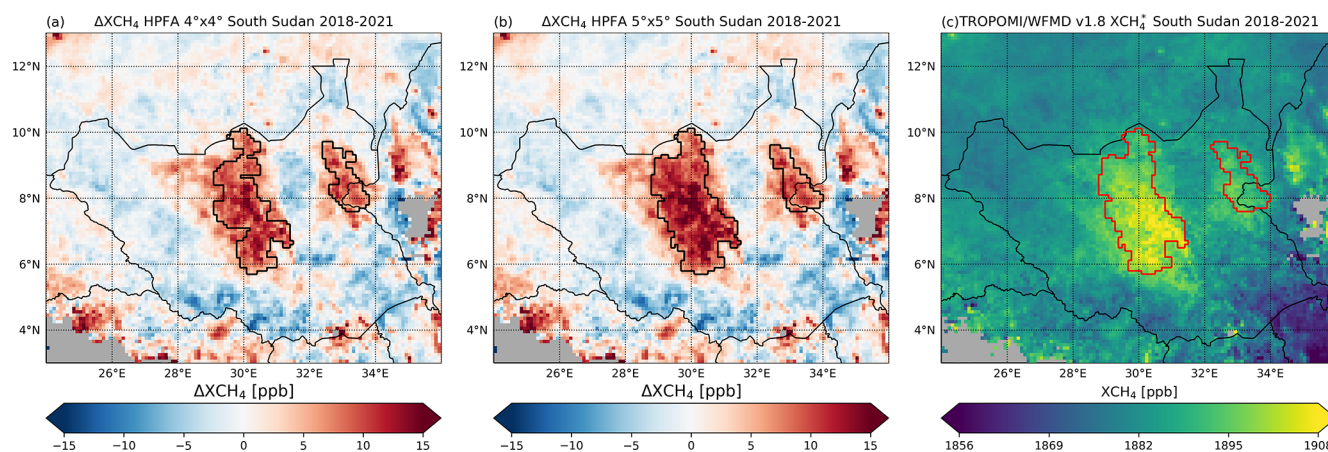 (a) ΔXCH₄ HPFA 4°x4° South Sudan 2018-2021
12°N
10°N
8°N
6°N
4°N
26°E 28°E 30°E 32°E 34°E
ΔXCH₄ [ppb]
−15 −10 −5 0 5 10 15
(b) ΔXCH₄ HPFA 5°x5° South Sudan 2018-2021
12°N
10°N
8°N
6°N
4°N
26°E 28°E 30°E 32°E 34°E
ΔXCH₄ [ppb]
−15 −10 −5 0 5 10 15
(c)TROPOMI/WFMD v1.8 XCH₄* South Sudan 2018-2021
12°N
10°N
8°N
6°N
4°N
26°E 28°E 30°E 32°E 34°E
XCH₄ [ppb]
1856 1869 1882 1895 1908